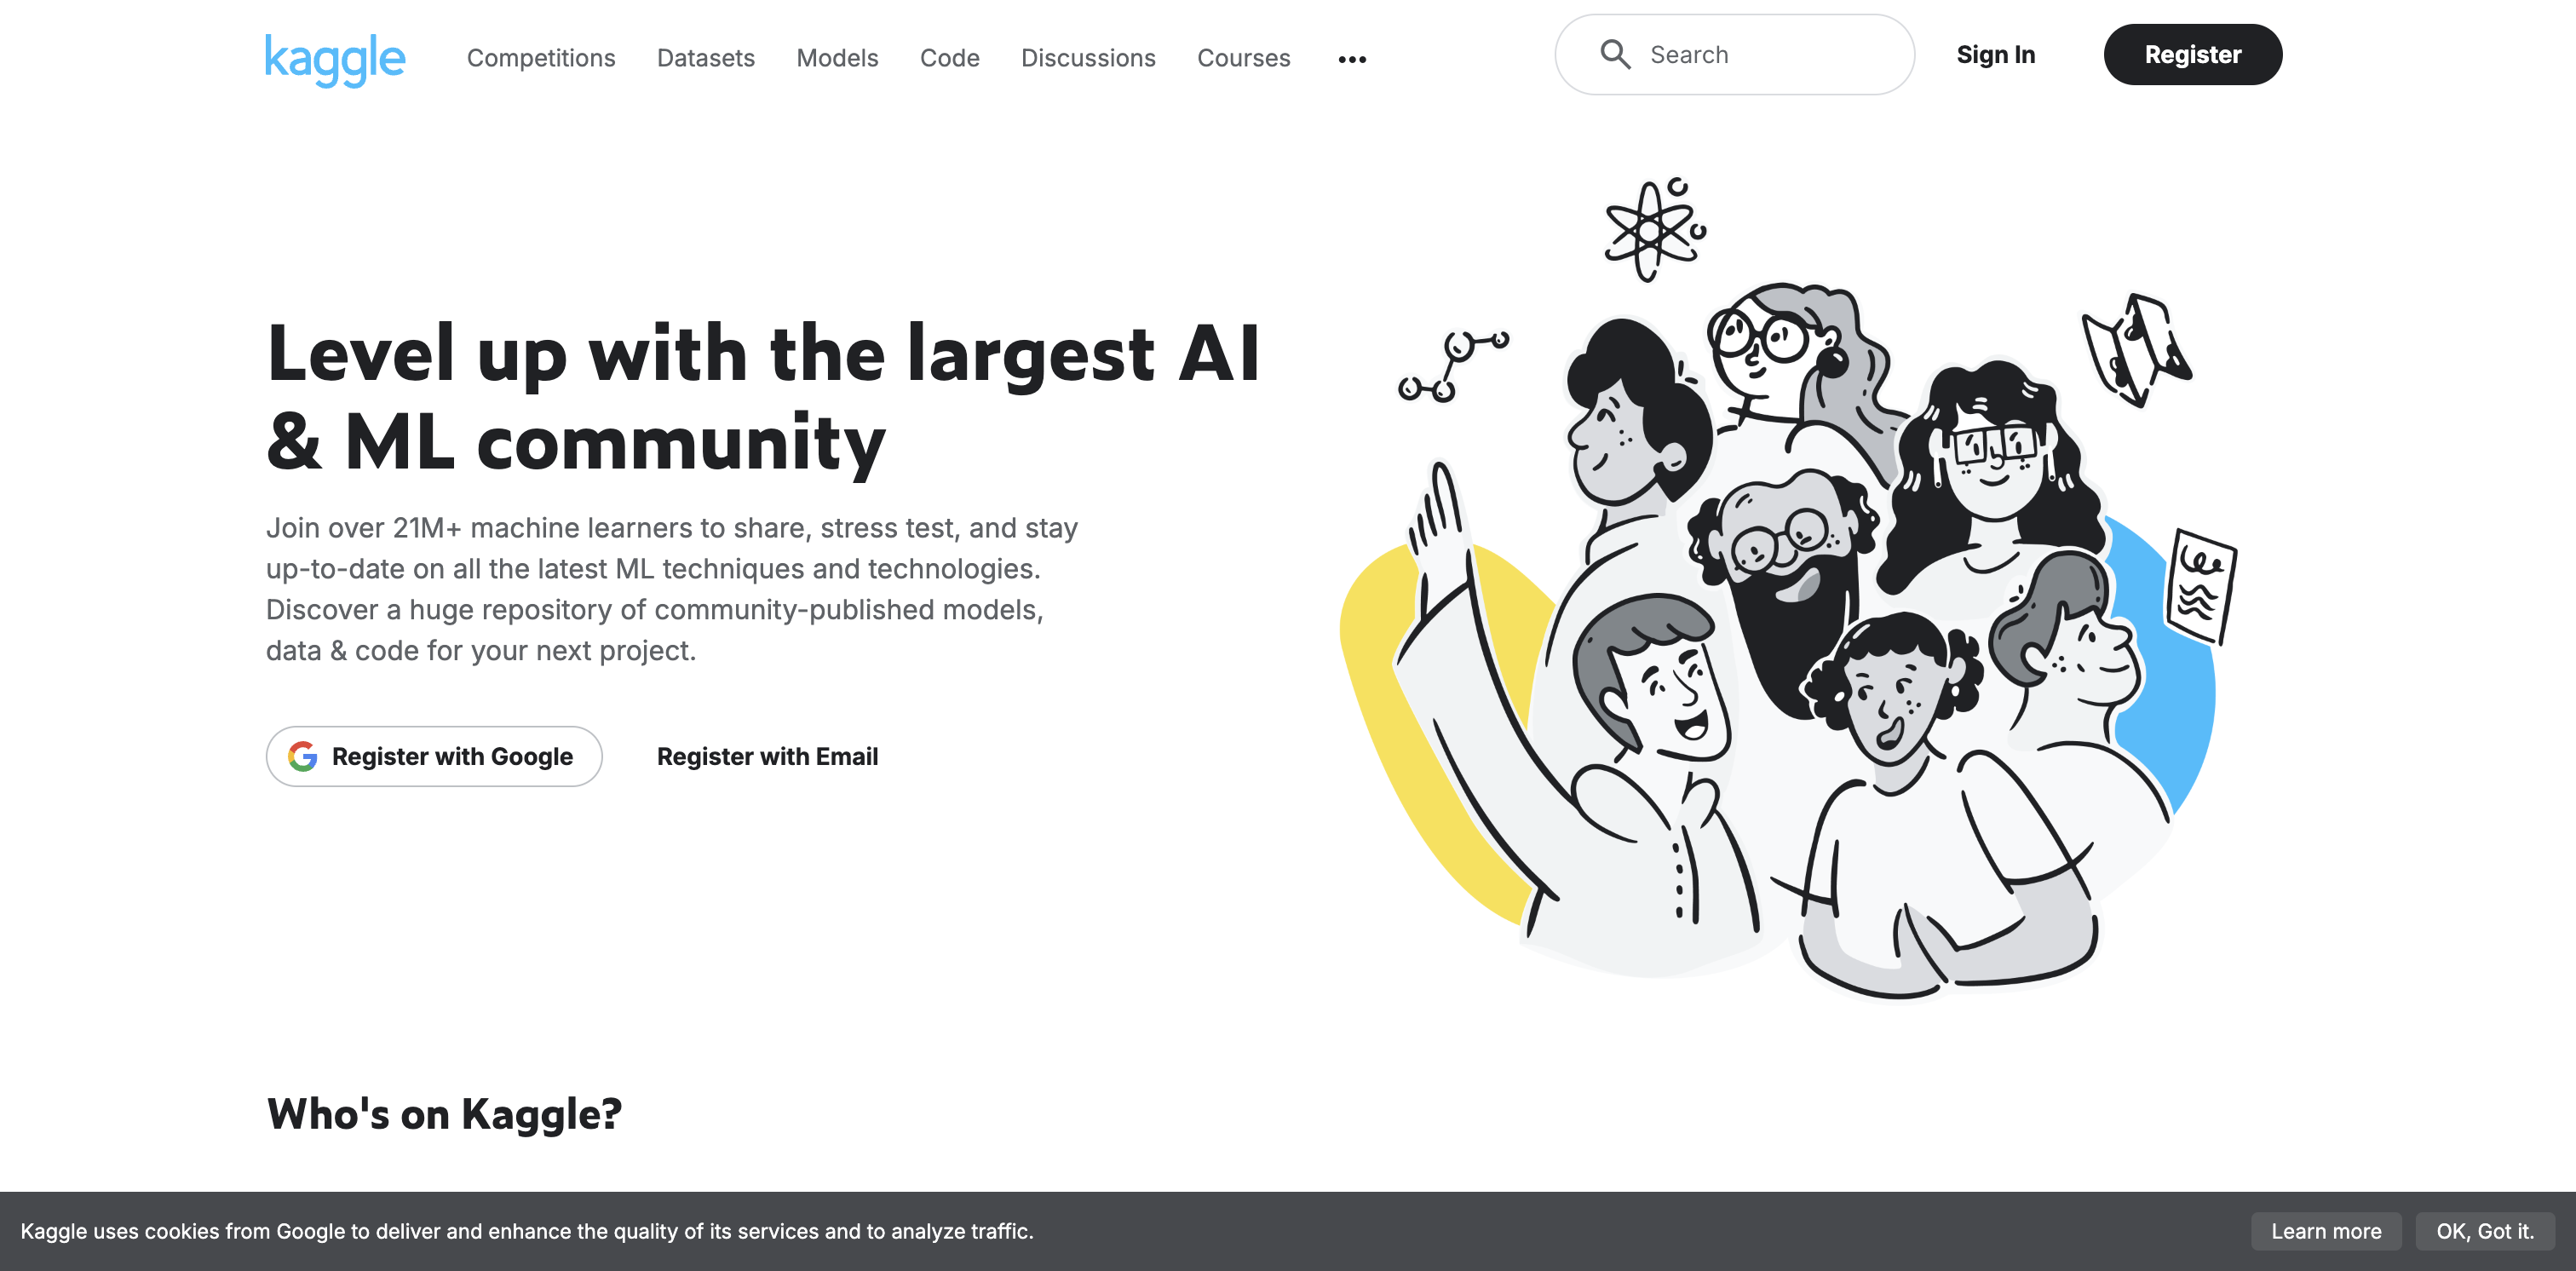 kaggle
Competitions
Datasets
Models
Code
Discussions
Courses
Search
Sign In
Register
Level up with the largest AI
& ML community
Join over 21M+ machine learners to share, stress test, and stay
up-to-date on all the latest ML techniques and technologies.
Discover a huge repository of community-published models,
data & code for your next project.
Register with Google
Register with Email
Who's on Kaggle?
Kaggle uses cookies from Google to deliver and enhance the quality of its services and to analyze traffic.
Learn more
OK, Got it.